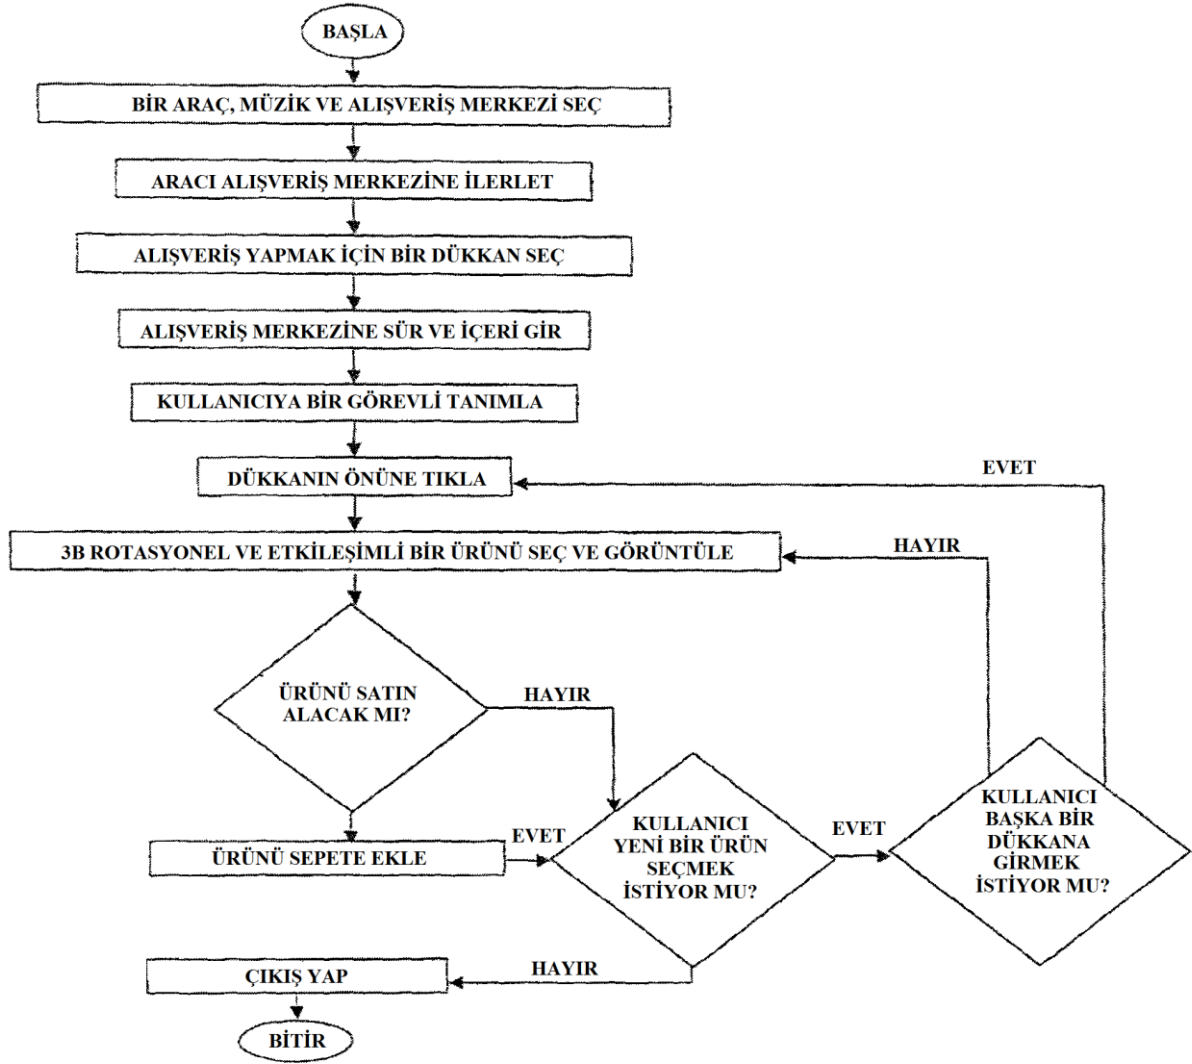 BAŞLA
BİR ARAÇ, MÜZİK VE ALIŞVERİŞ MERKEZİ SEÇ
ARACI ALIŞVERİŞ MERKEZİNE İLERLET
ALIŞVERİŞ YAPMAK İÇİN BİR DÜKKAN SEÇ
ALIŞVERİŞ MERKEZİNE SÜR VE İÇERİ GİR
KULLANICIYA BİR GÖREVLİ TANIMLA
DÜKKANIN ÖNÜNE TIKLA
EVET
3B ROTASYONEL VE ETKİLEŞİMLİ BİR ÜRÜNÜ SEÇ VE GÖRÜNTÜLE
HAYIR
ÜRÜNÜ SATIN
ALACAK MI?
HAYIR
ÜRÜNÜ SEPETE EKLE
EVET
KULLANICI
YENİ BİR ÜRÜN
SEÇMEK
İSTİYOR MU?
EVET
KULLANICI
BAŞKA BİR
DÜKKANA
GİRMEK
İSTİYOR MU?
HAYIR
ÇIKIŞ YAP
BİTİR